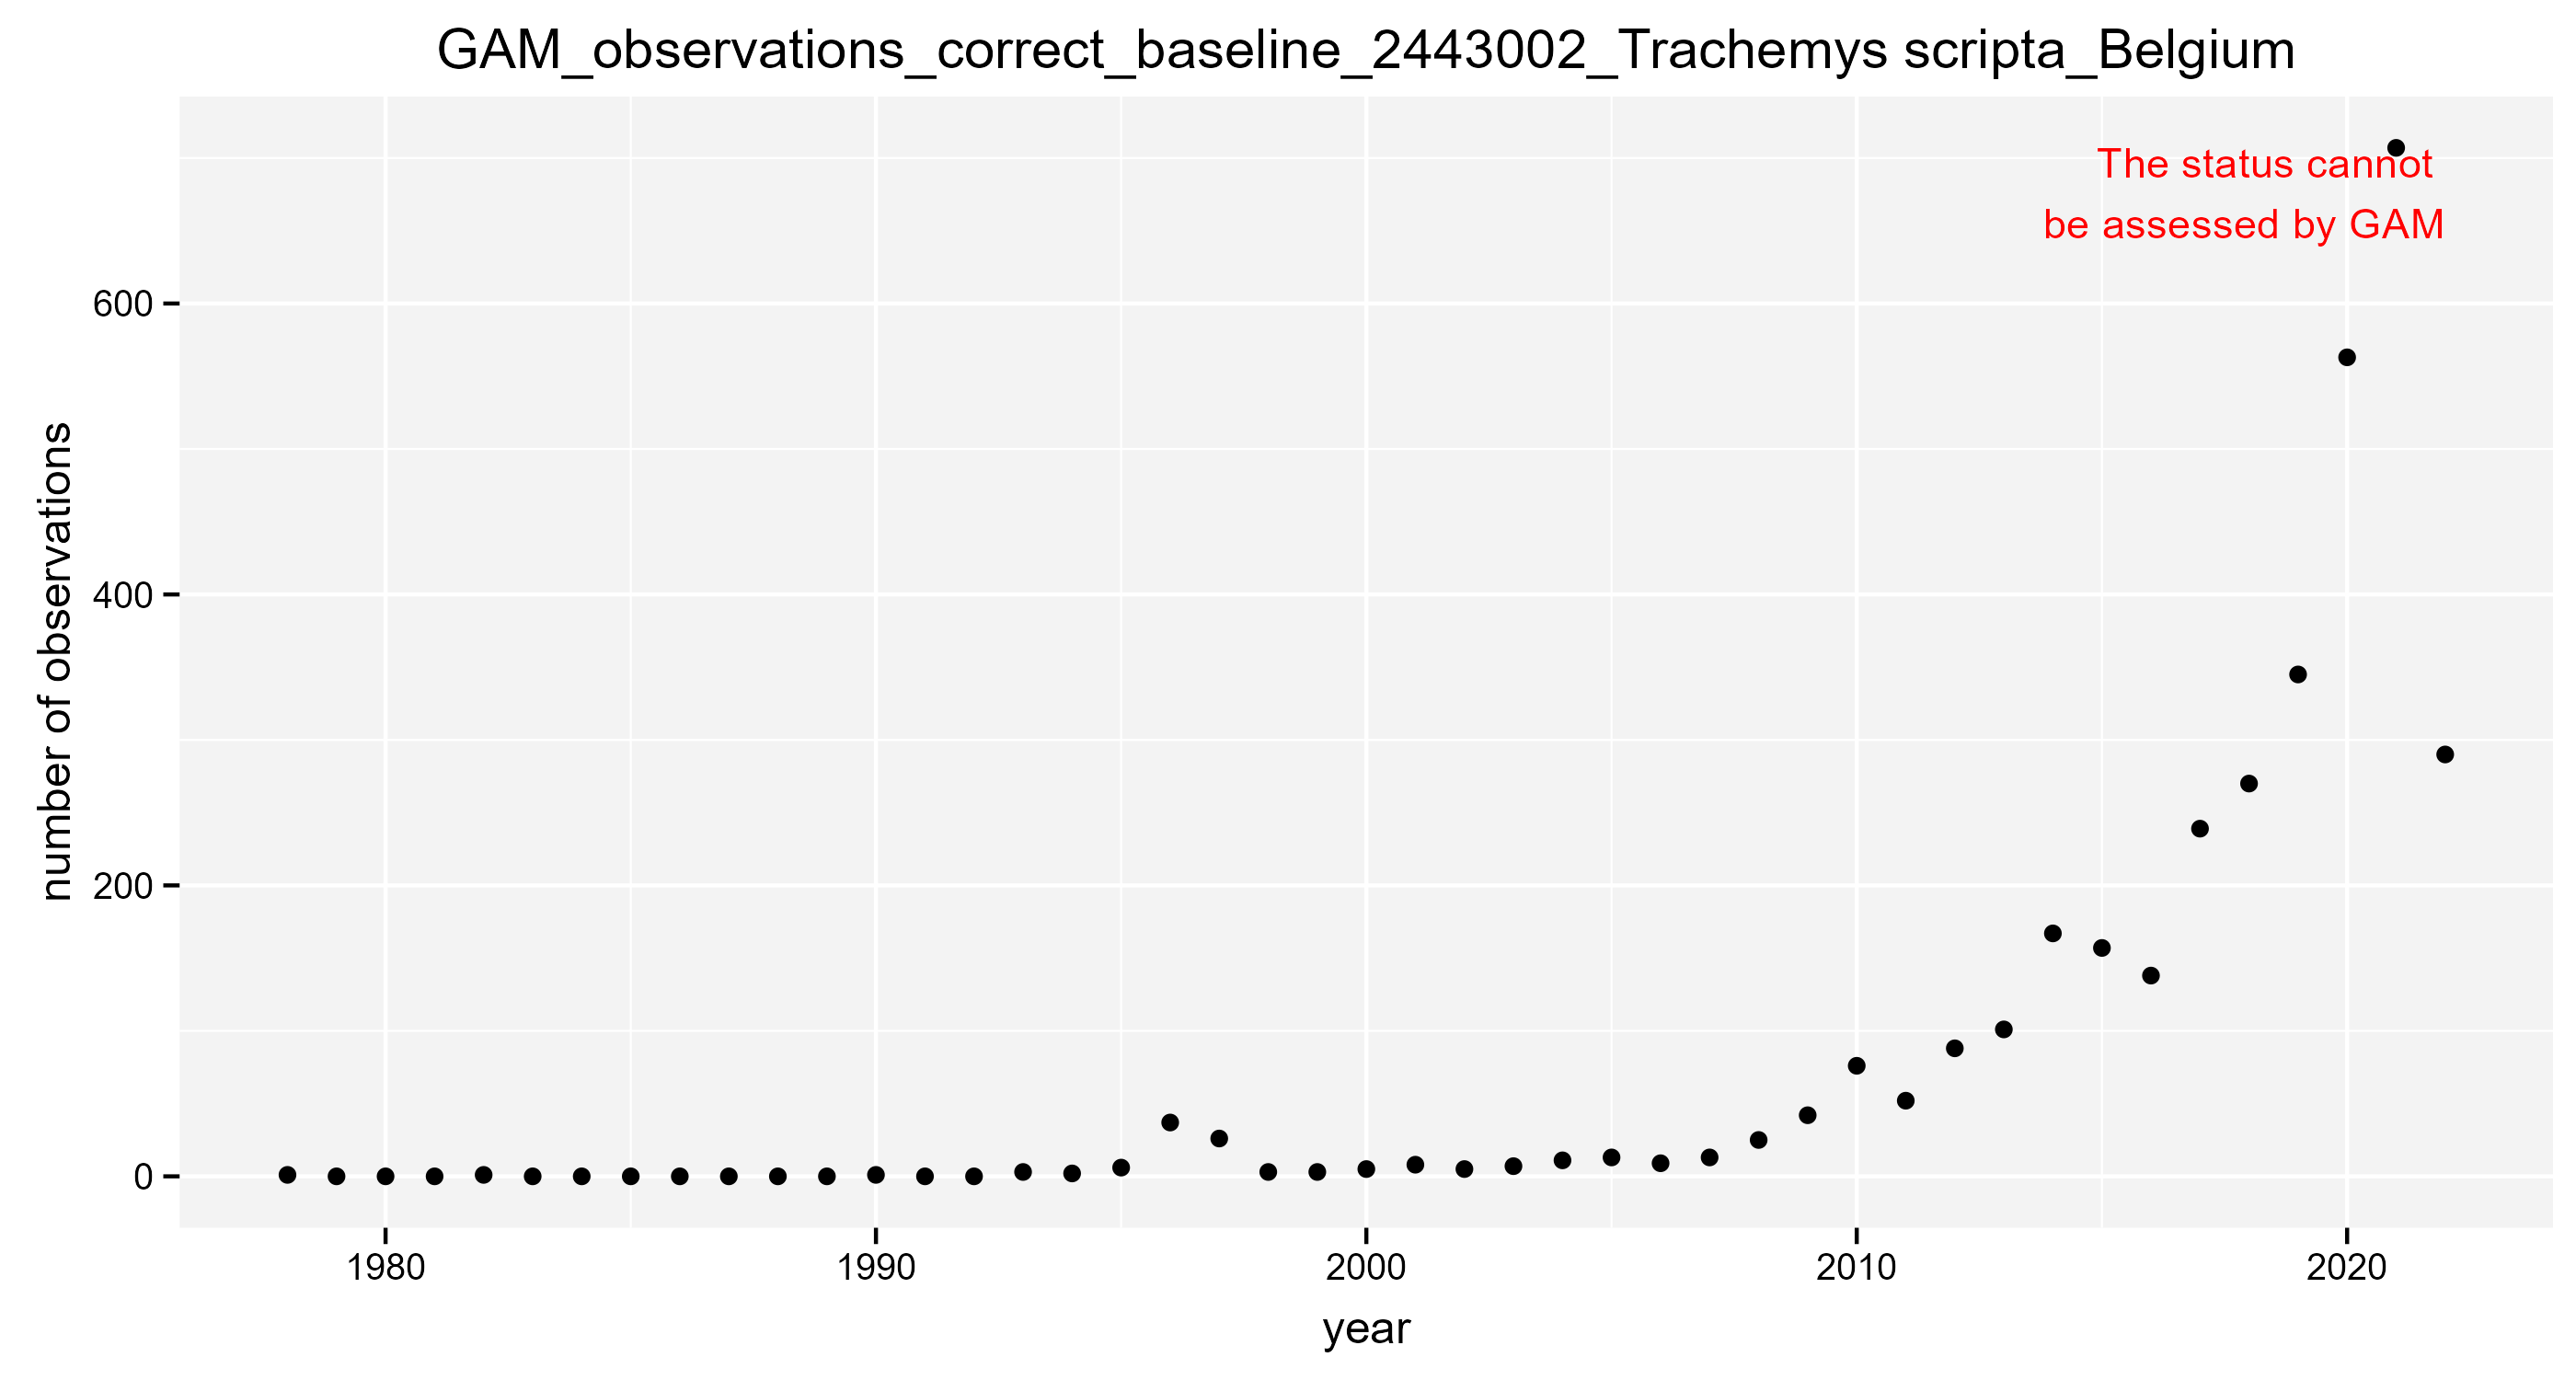 GAM_observations_correct_baseline_2443002_Trachemys scripta_Belgium
The status cannot
be assessed by GAM
number of observations
600
400
200
0
1980 1990 2000 2010 2020
year